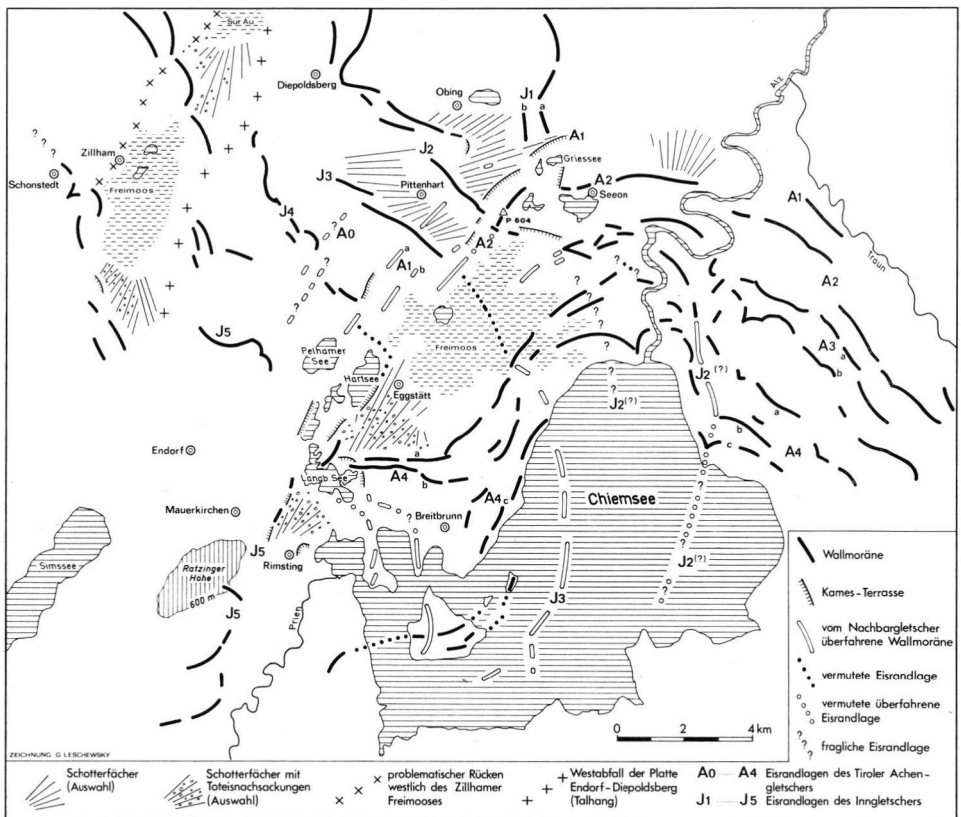 Sur Au
Diepoldsberg
Obing
J1
b a
Alz
A1
Griessee
Zillham
J2
Schonstedt
J3
Pittenhart
A2
Seeon
Freimoos
P 604
A1
Traun
J4
A0
A2
A1
a
b
A2
J5
Pelhamer
See
Freimoos
A3
a
b
Hartsee
J2(?)
J2(?)
Eggstätt
a
Endorf
a
b
c
A4
Langb See
A4
b
A4c
Chiemsee
Mauerkirchen
Breitbrunn
J5
Rimsting
Simssee
Ratzinger
Höhe
600 m
J5
J3
J2(?)
Prien
Wallmoräne
Kames-Terrasse
vom Nachbargletscher
überfahrene Wallmoräne
vermutete Eisrandlage
vermutete überfahrene
Eisrandlage
fragliche Eisrandlage
0 2 4 km
ZEICHNUNG G. LESCHEWSKY
Schotterfächer
(Auswahl)
Schotterfächer mit
Toteisnachsackungen
(Auswahl)
problematischer Rücken
westlich des Zillhamer
Freimooses
Westabfall der Platte
Endorf-Diepoldsberg
(Talhang)
A0 A4 Eisrandlagen des Tiroler Achen-
gletschers
J1 J5 Eisrandlagen des Inngletschers